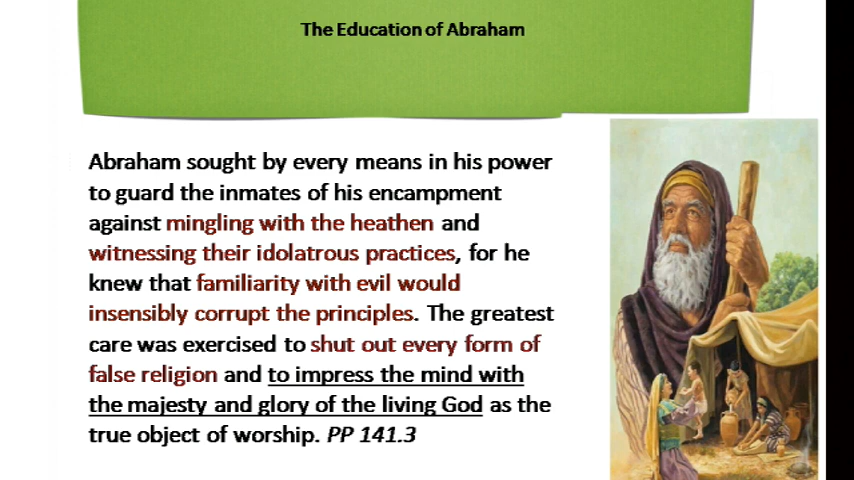 The Education of Abraham
Abraham sought by every means in his power
to guard the inmates of his encampment
against mingling with the heathen and
witnessing their idolatrous practices, for he
knew that familiarity with evil would
insensibly corrupt the principles. The greatest
care was exercised to shut out every form of
false religion and to impress the mind with
the majesty and glory of the living God as the
true object of worship. PP 141.3